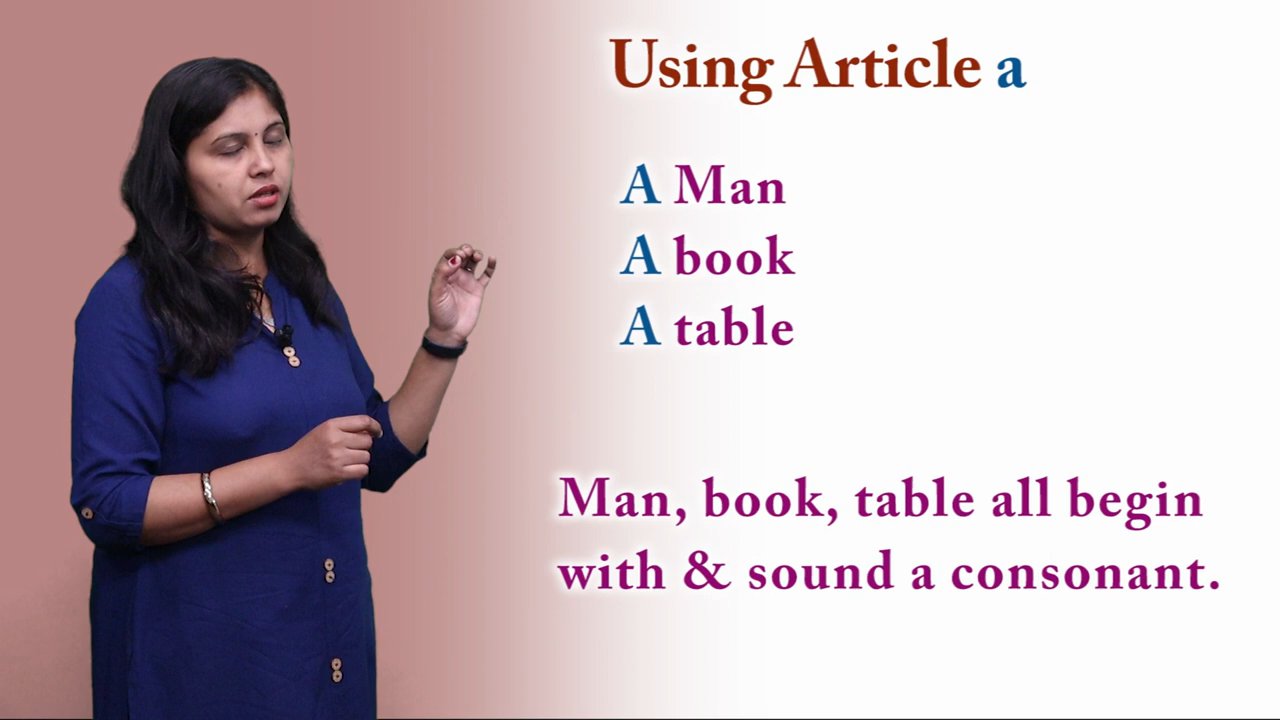 Using Article a
A Man
A book
A table
Man, book, table all begin
with & sound a consonant.